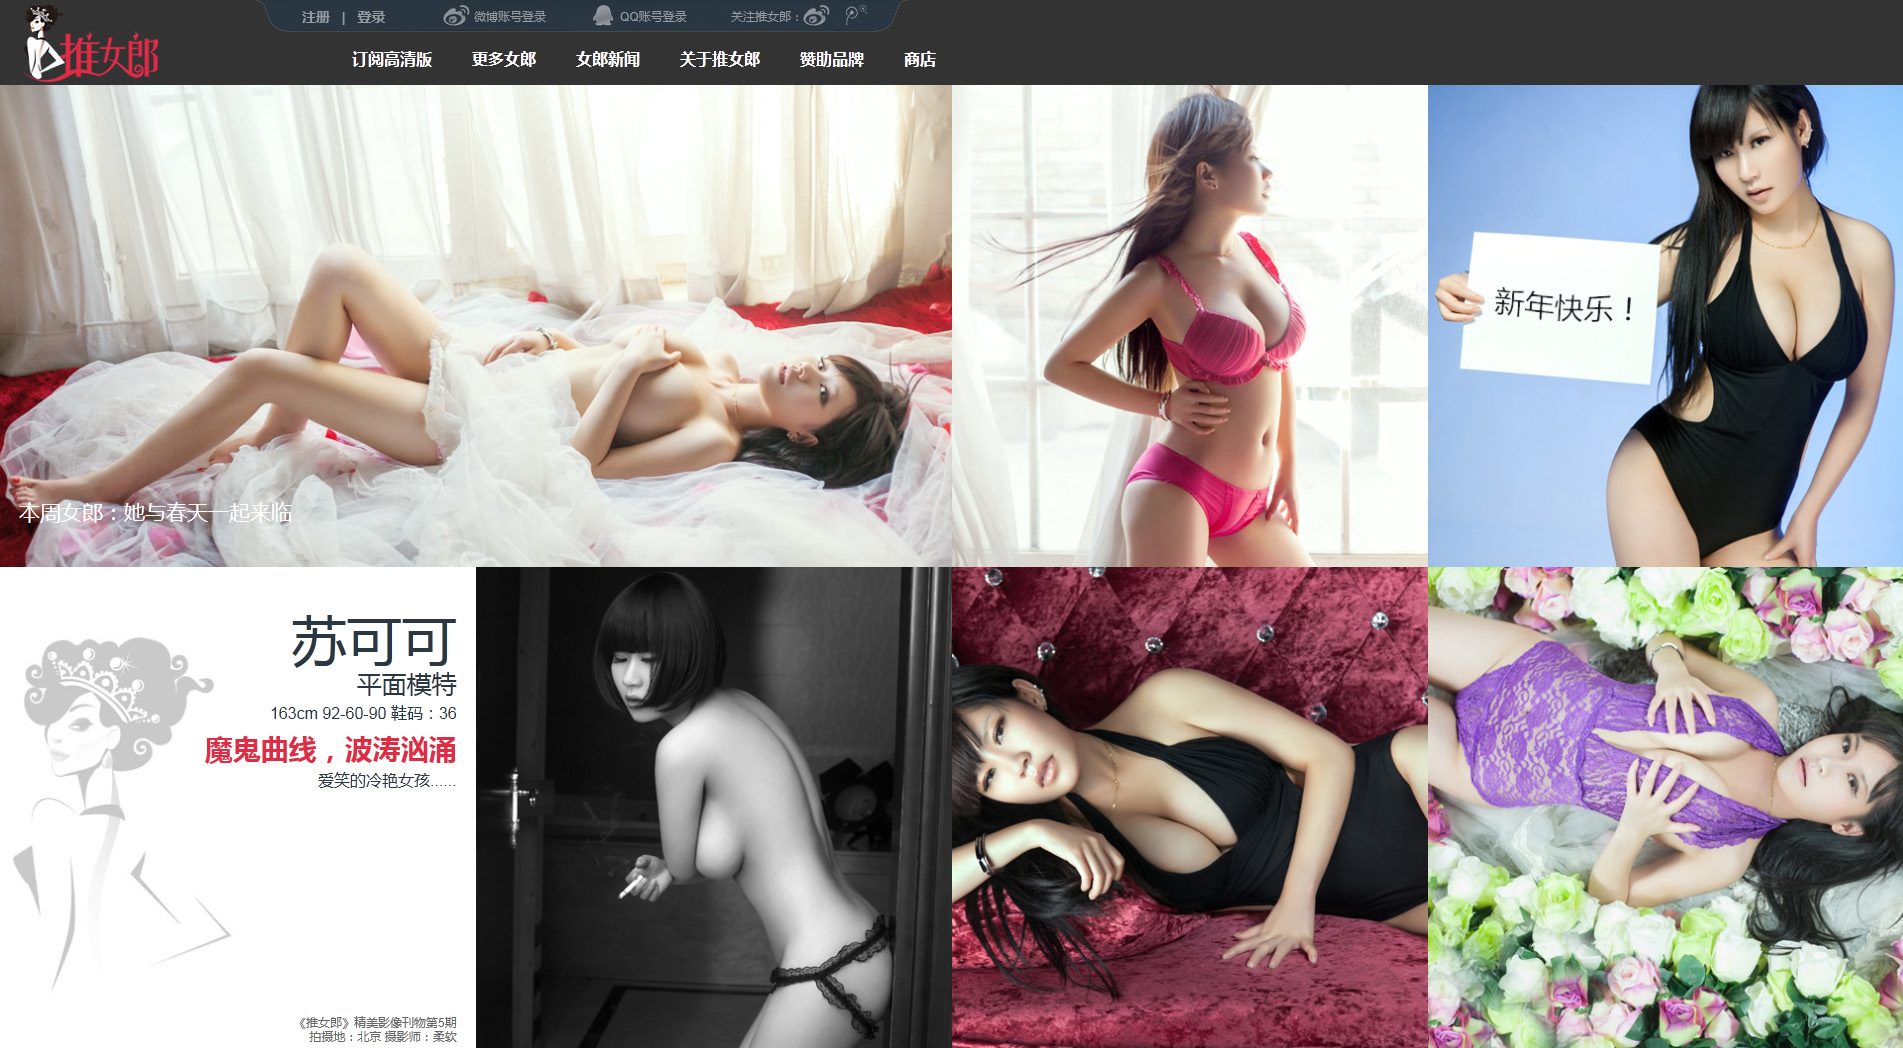 推女郎
注册 | 登录 微博账号登录 QQ账号登录 关注推女郎：
订阅高清版 更多女郎 女郎新闻 关于推女郎 赞助品牌 商店
新年快乐！
本周女郎：她与春天一起来临
苏可可
平面模特
163cm 92-60-90 鞋码：36
魔鬼曲线，波涛汹涌
爱笑的冷艳女孩......
《推女郎》精美影像刊物第5期
拍摄地：北京 摄影师：柔软